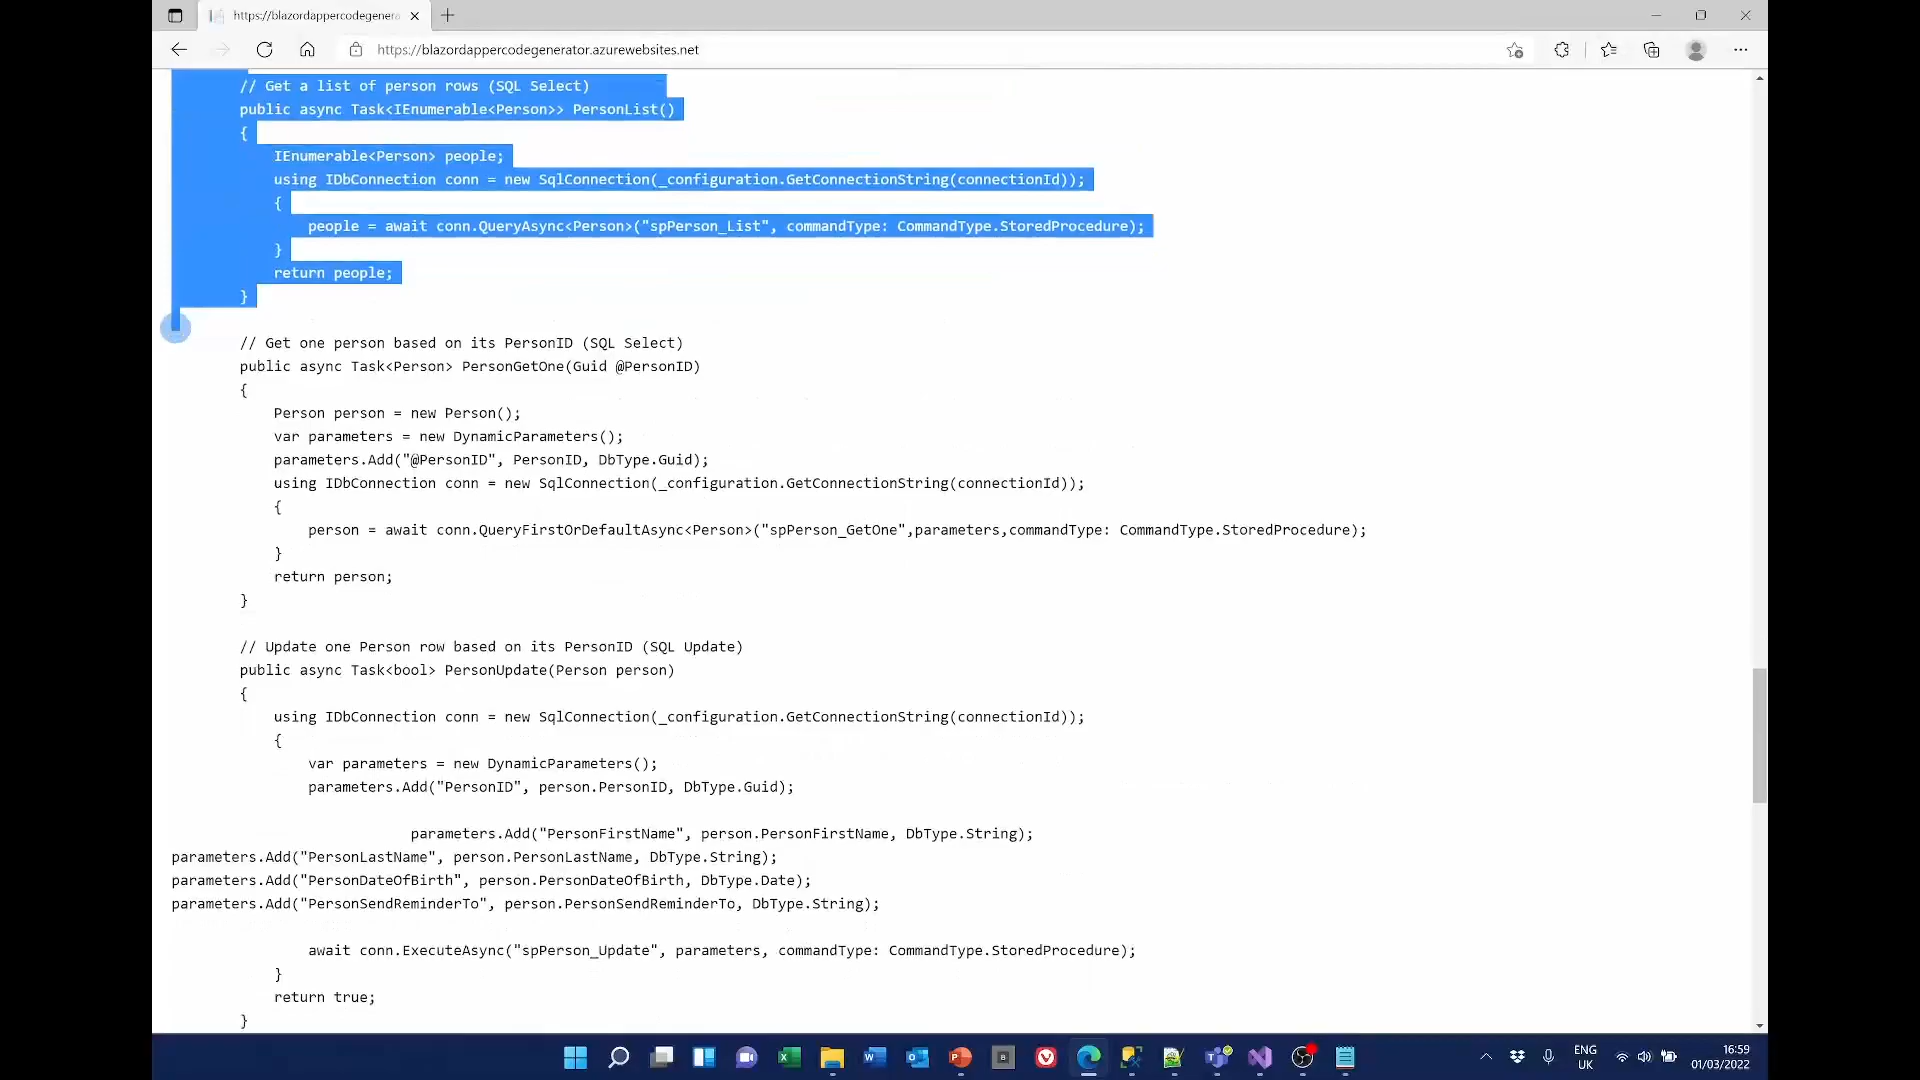 https://blazordappercodegenera
https://blazordappercodegenerator.azurewebsites.net
// Get a list of person rows (SQL Select)
public async Task<IEnumerable<Person>> PersonList()
{
IEnumerable<Person> people;
using IDbConnection conn = new SqlConnection(_configuration.GetConnectionString(connectionId));
{
people = await conn.QueryAsync<Person>("spPerson_List", commandType: CommandType.StoredProcedure);
}
return people;
}
// Get one person based on its PersonID (SQL Select)
public async Task<Person> PersonGetOne(Guid @PersonID)
{
Person person = new Person();
var parameters = new DynamicParameters();
parameters.Add("@PersonID", PersonID, DbType.Guid);
using IDbConnection conn = new SqlConnection(_configuration.GetConnectionString(connectionId));
{
person = await conn.QueryFirstOrDefaultAsync<Person>("spPerson_GetOne",parameters,commandType: CommandType.StoredProcedure);
}
return person;
}
// Update one Person row based on its PersonID (SQL Update)
public async Task<bool> PersonUpdate(Person person)
{
using IDbConnection conn = new SqlConnection(_configuration.GetConnectionString(connectionId));
{
var parameters = new DynamicParameters();
parameters.Add("PersonID", person.PersonID, DbType.Guid);
parameters.Add("PersonFirstName", person.PersonFirstName, DbType.String);
parameters.Add("PersonLastName", person.PersonLastName, DbType.String);
parameters.Add("PersonDateOfBirth", person.PersonDateOfBirth, DbType.Date);
parameters.Add("PersonSendReminderTo", person.PersonSendReminderTo, DbType.String);
await conn.ExecuteAsync("spPerson_Update", parameters, commandType: CommandType.StoredProcedure);
}
return true;
}
ENG
UK
16:59
01/03/2022